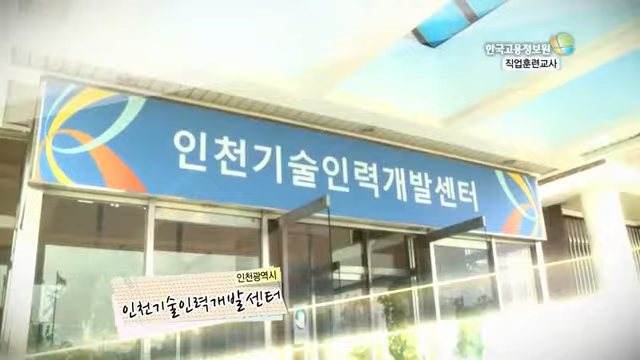 한국고용정보원
직업훈련교사
인천기술인력개발센터
인천광역시
인천기술인력개발센터